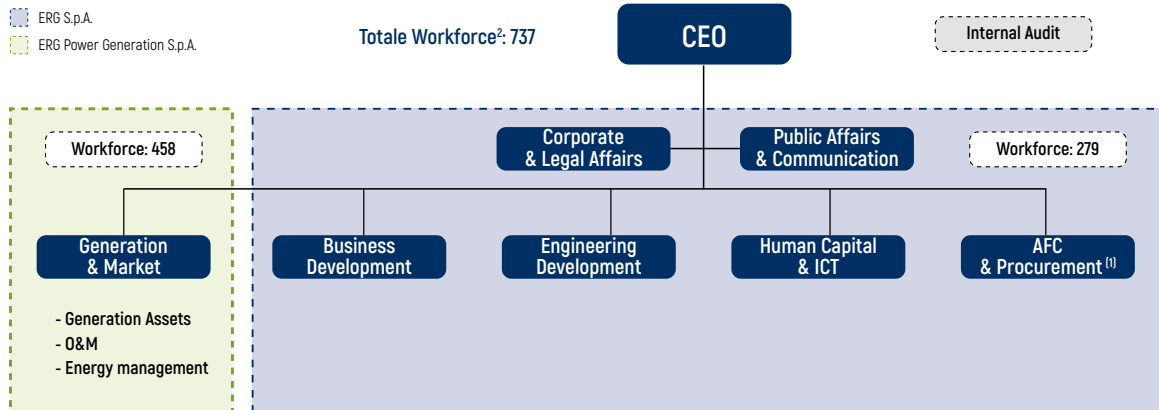 ERG S.p.A.
ERG Power Generation S.p.A.
Totale Workforce²: 737
CEO
Internal Audit
Workforce: 458
Corporate
& Legal Affairs
Public Affairs
& Communication
Workforce: 279
Generation
& Market
Business
Development
Engineering
Development
Human Capital
& ICT
AFC
& Procurement (1)
- Generation Assets
- O&M
- Energy management